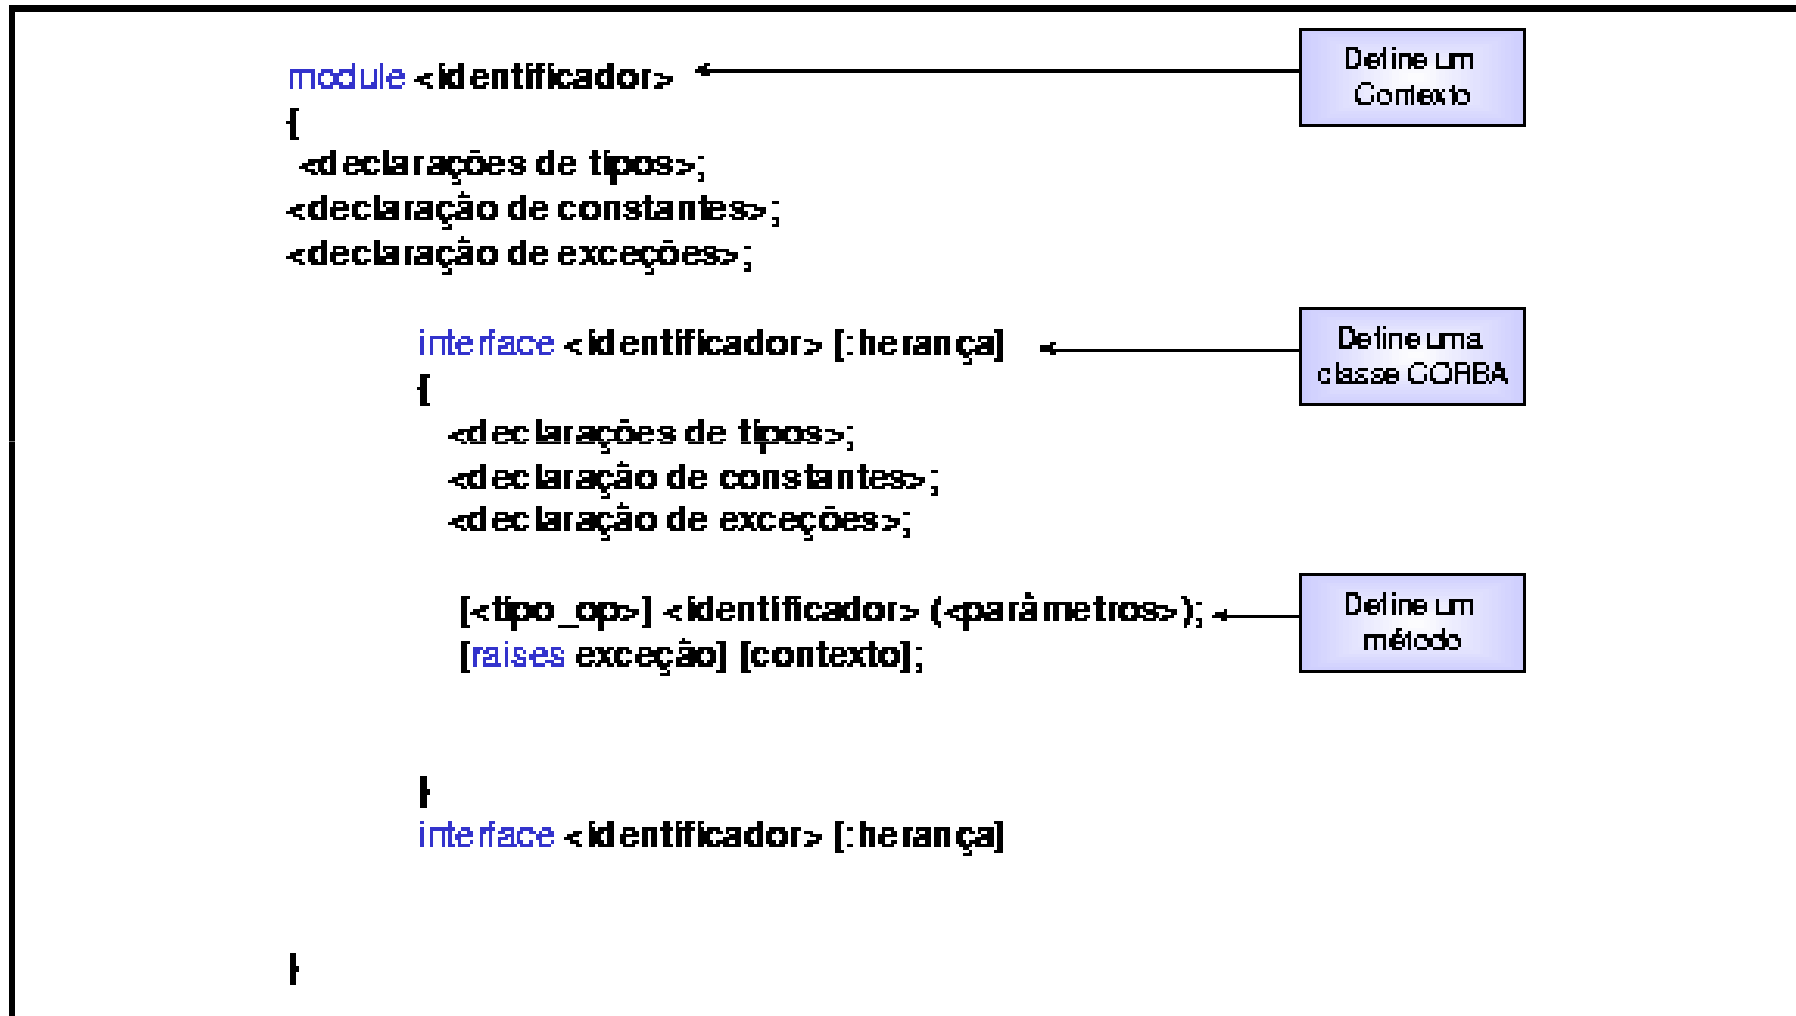 module <identificador>
Define um
Contexto
{
<declarações de tipos>;
<declaração de constantes>;
<declaração de exceções>;
interface <identificador> [:herança]
Define uma
classe CORBA
{
<declarações de tipos>;
<declaração de constantes>;
<declaração de exceções>;
[<tipo_op>] <identificador> (<parâmetros>);
[raises exceção] [contexto];
Define um
método
}
interface <identificador> [:herança]
}